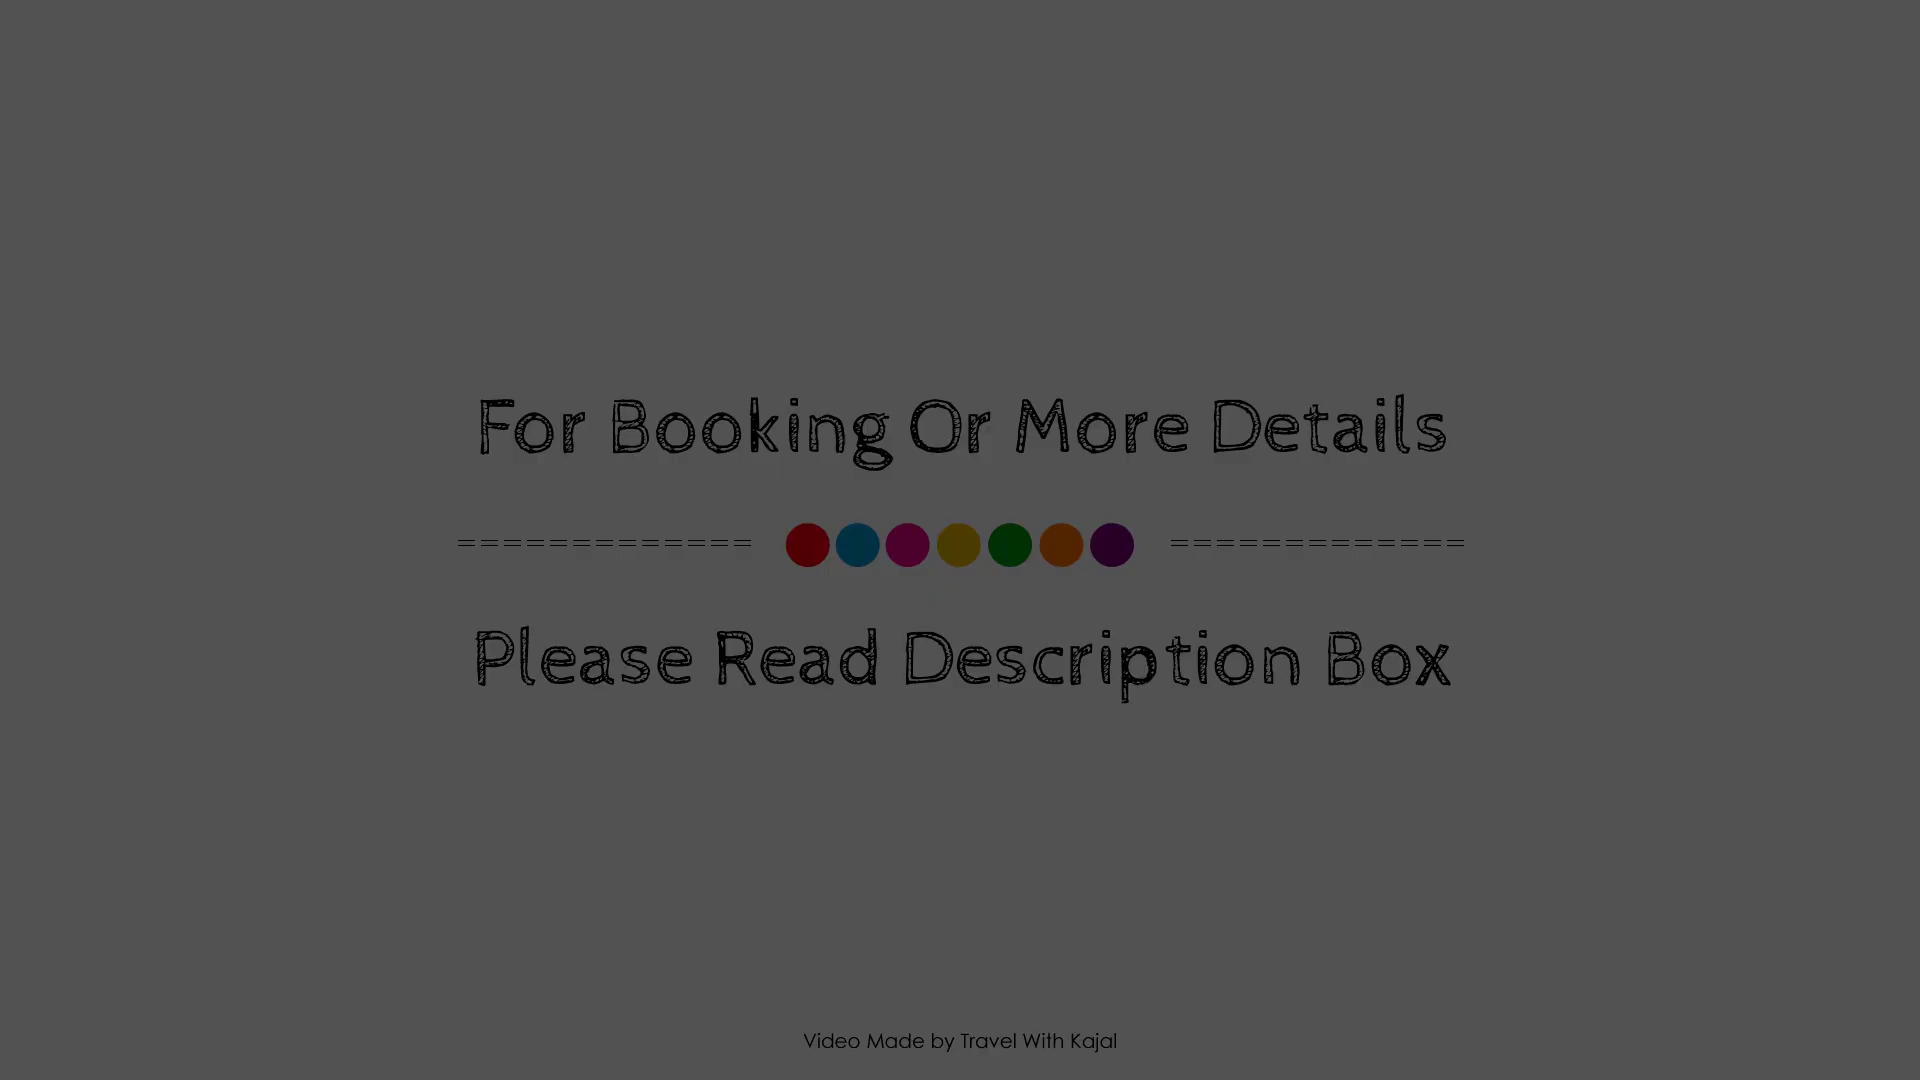 For Booking Or More Details
============= =============
Please Read Description Box
Video Made by Travel With Kajal